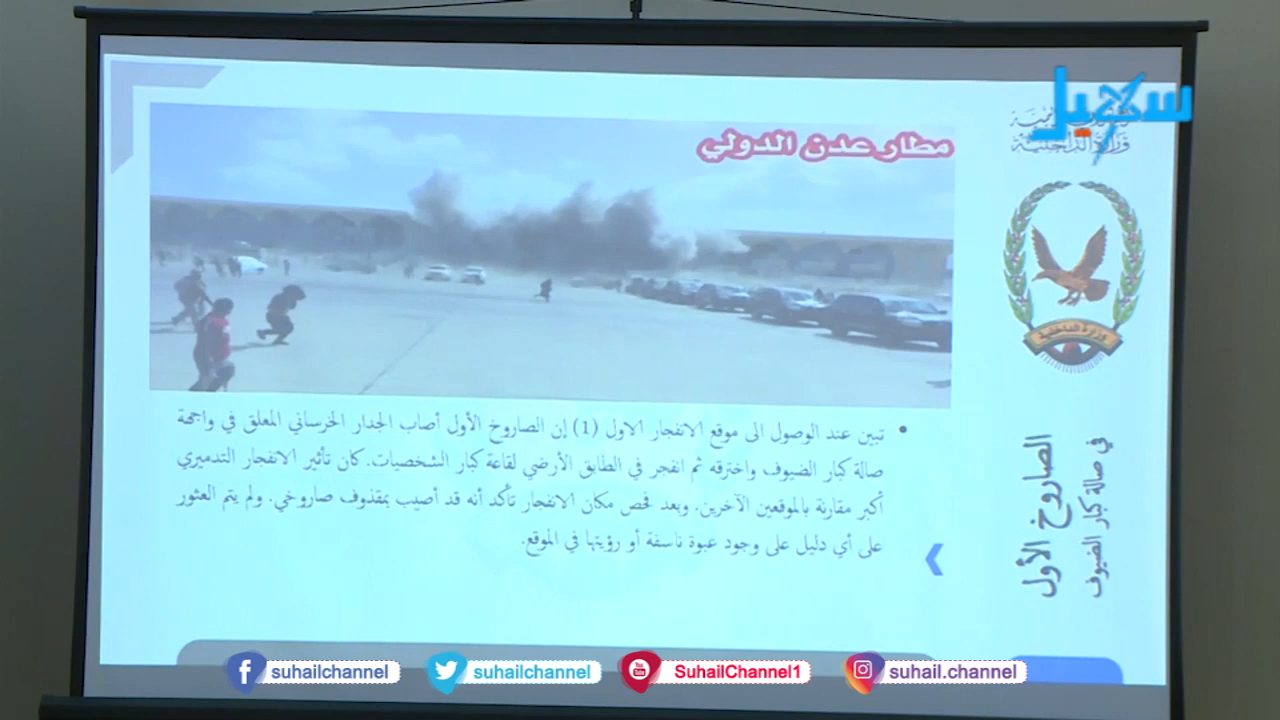 سهيل
وزارة الداخلية
مطار عدن الدولي
وزارة الداخلية
تبين عند الوصول الى موقع الانفجار الاول (1) إن الصاروخ الأول أصاب الجدار الخرساني المعلق في واجهة
صالة كبار الضيوف واخترقه ثم انفجر في الطابق الأرضي لقاعة كبار الشخصيات. كان تأثير الانفجار التدميري
أكبر مقارنة بالموقعين الآخرين. وبعد فحص مكان الانفجار تأكد أنه قد أصيب بمقذوف صاروخي. ولم يتم العثور
على أي دليل على وجود عبوة ناسفة أو رؤيتها في الموقع.
الصاروخ الأول
في صالة كبار الضيوف
suhailchannel
suhailchannel
SuhailChannel1
suhail.channel